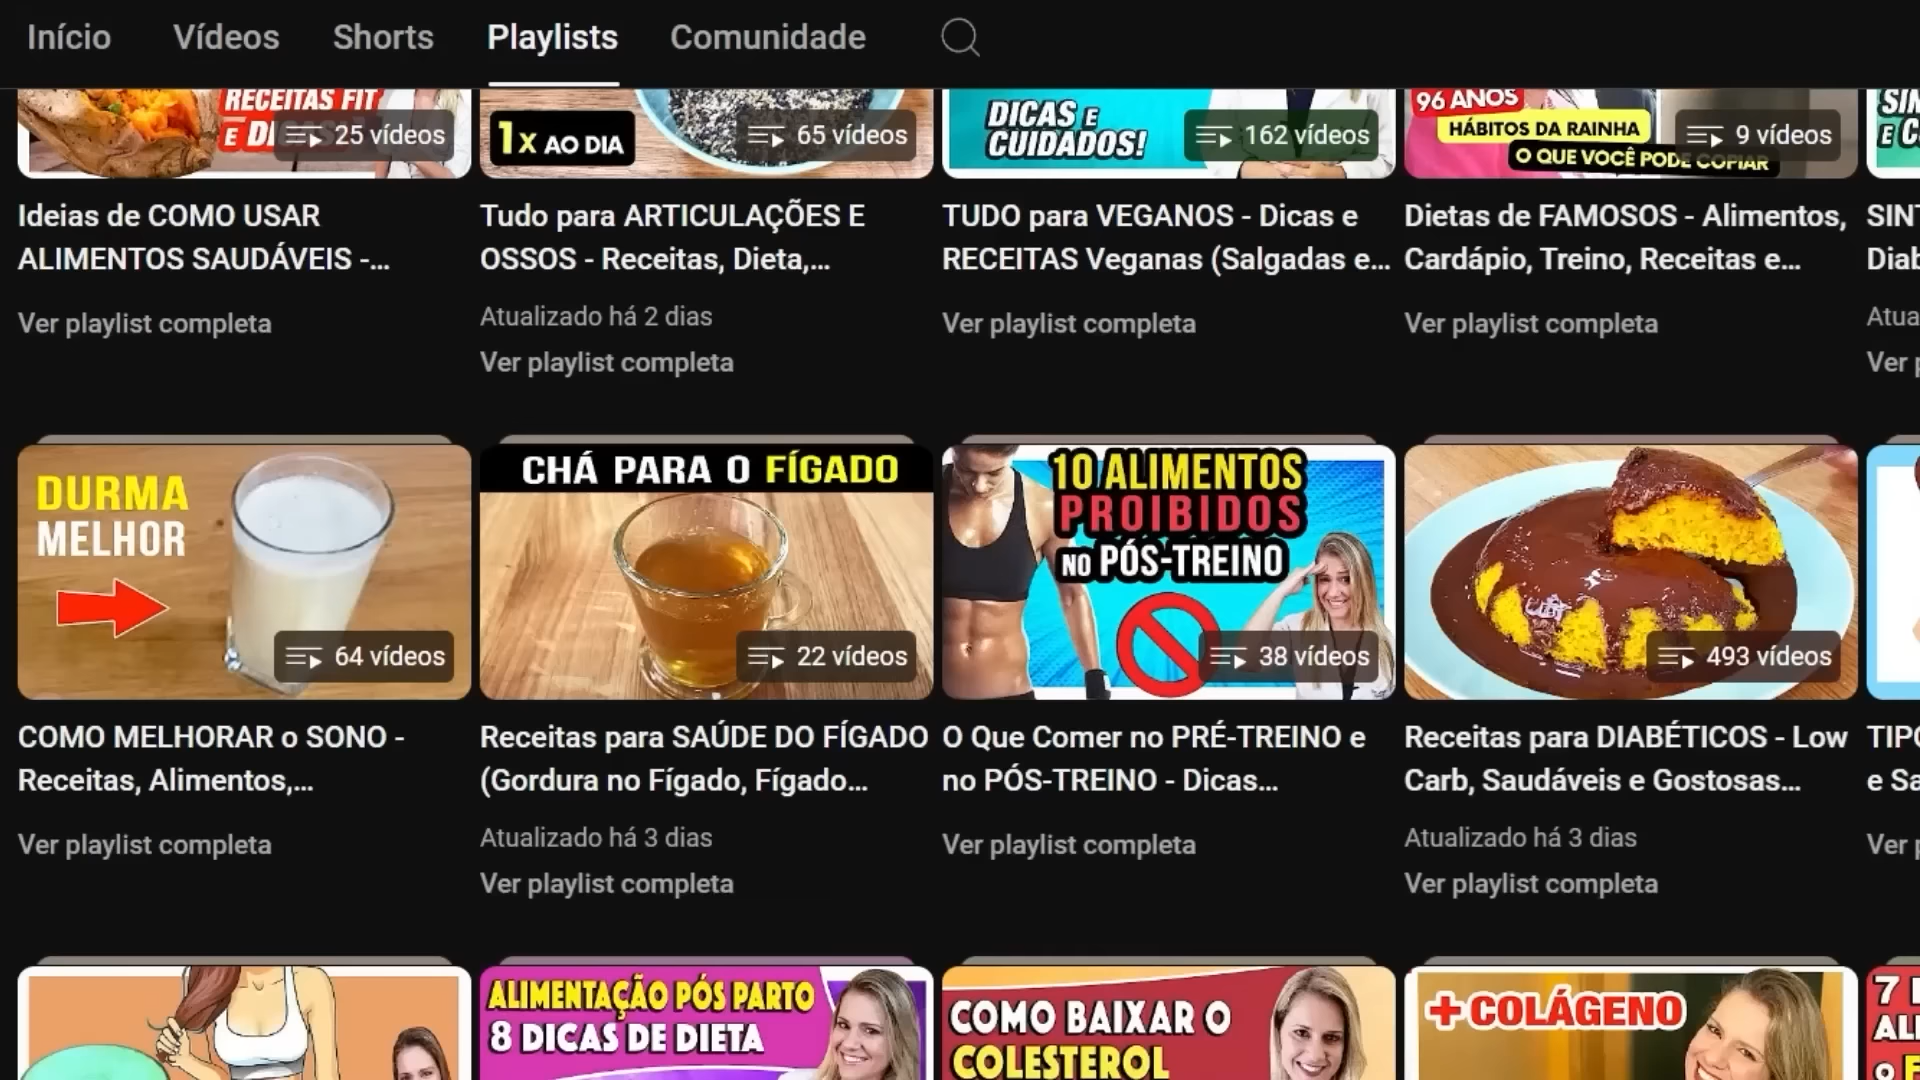 Início Vídeos Shorts Playlists Comunidade
RECEITAS FIT
25 vídeos
1x AO DIA
65 vídeos
DICAS E
CUIDADOS!
162 vídeos
96 ANOS
HÁBITOS DA RAINHA
O QUE VOCÊ PODE COPIAR
9 vídeos
Ideias de COMO USAR
ALIMENTOS SAUDÁVEIS -...
Ver playlist completa
Tudo para ARTICULAÇÕES E
OSSOS - Receitas, Dieta,...
Atualizado há 2 dias
Ver playlist completa
TUDO para VEGANOS - Dicas e
RECEITAS Veganas (Salgadas e...
Ver playlist completa
Dietas de FAMOSOS - Alimentos,
Cardápio, Treino, Receitas e...
Ver playlist completa
DURMA
MELHOR
64 vídeos
CHÁ PARA O FÍGADO
22 vídeos
10 ALIMENTOS
PROIBIDOS
NO PÓS-TREINO
38 vídeos
493 vídeos
COMO MELHORAR o SONO -
Receitas, Alimentos,...
Ver playlist completa
Receitas para SAÚDE DO FÍGADO
(Gordura no Fígado, Fígado...
Atualizado há 3 dias
Ver playlist completa
O Que Comer no PRÉ-TREINO e
no PÓS-TREINO - Dicas...
Ver playlist completa
Receitas para DIABÉTICOS - Low
Carb, Saudáveis e Gostosas...
Atualizado há 3 dias
Ver playlist completa
ALIMENTAÇÃO PÓS PARTO
8 DICAS DE DIETA
COMO BAIXAR O
COLESTEROL
+ COLÁGENO